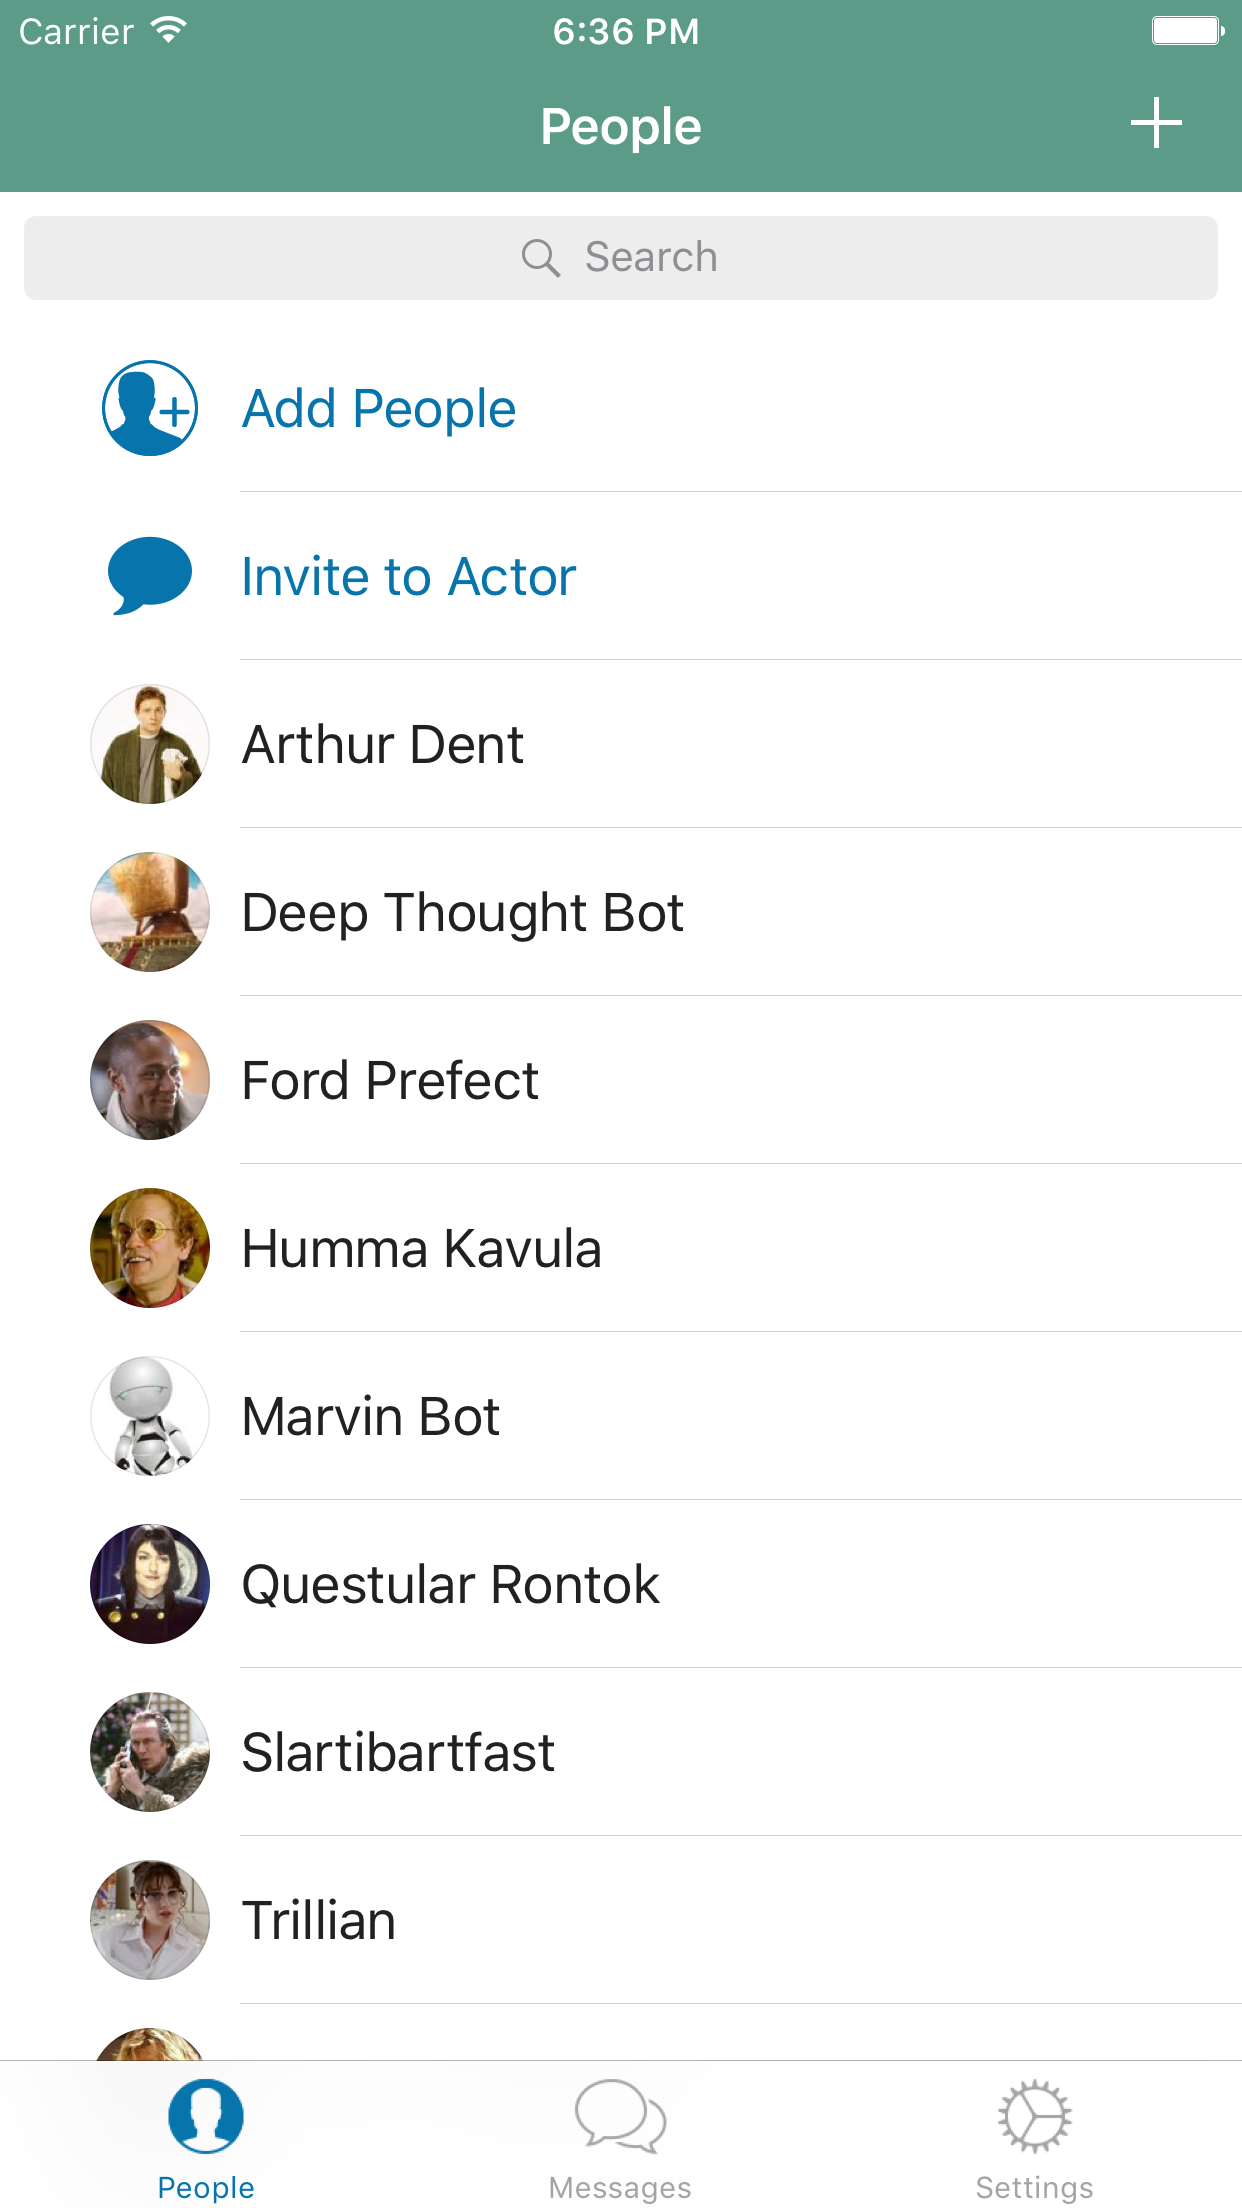 Carrier 6:36 PM
People
Search
Add People
Invite to Actor
Arthur Dent
Deep Thought Bot
Ford Prefect
Humma Kavula
Marvin Bot
Questular Rontok
Slartibartfast
Trillian
People Messages Settings